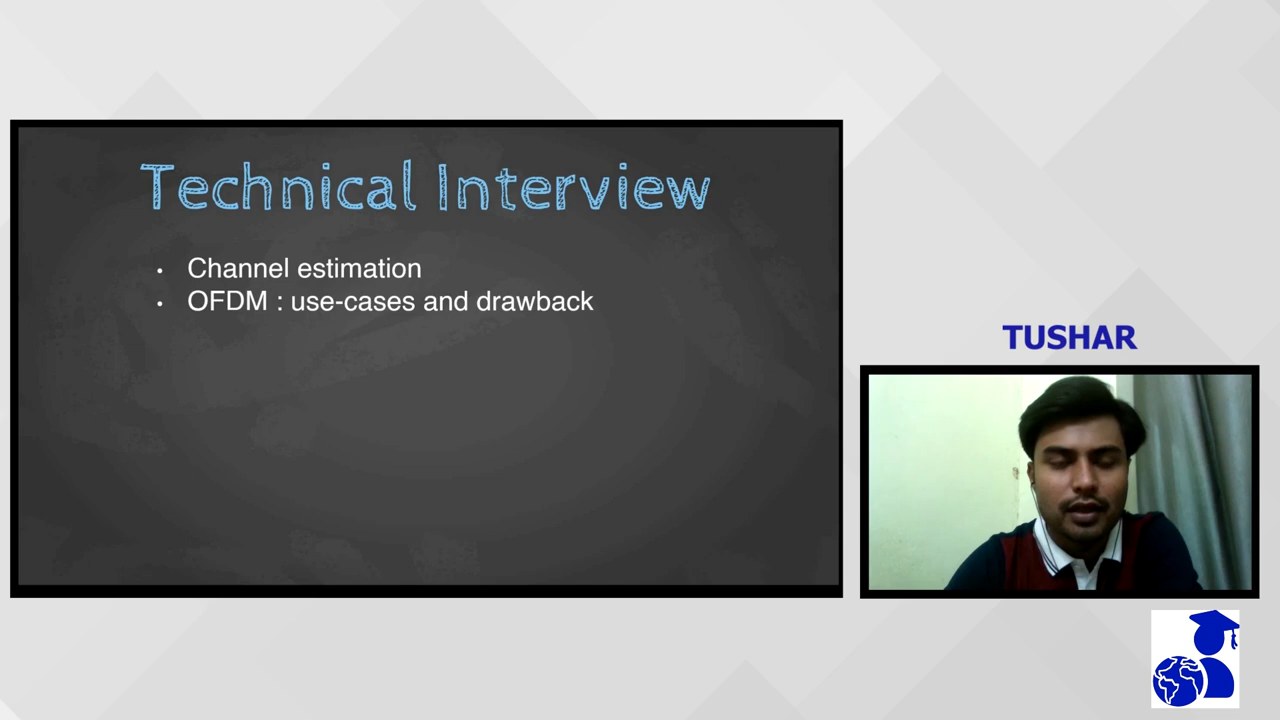 Technical Interview
• Channel estimation
• OFDM : use-cases and drawback
TUSHAR